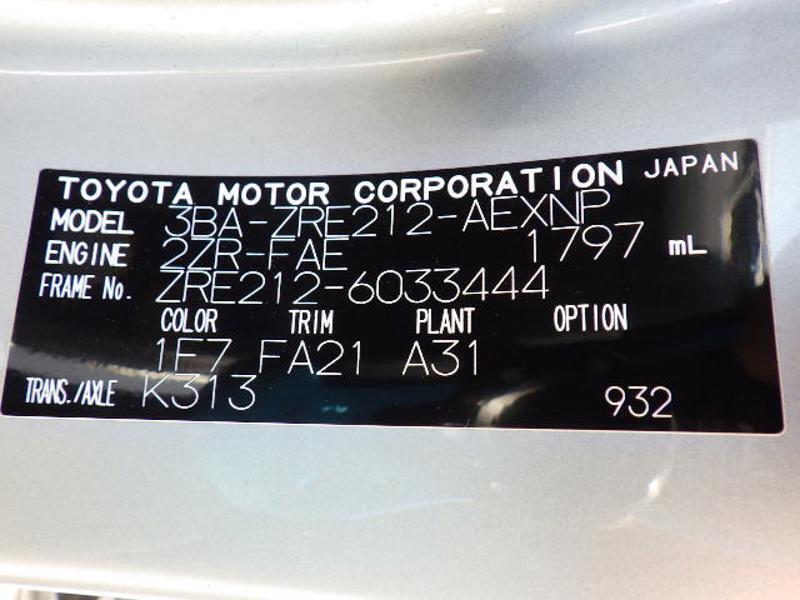 TOYOTA MOTOR CORPORATION JAPAN
MODEL 3BA-ZRE212-AEXNP
ENGINE 2ZR-FAE 1797 mL
FRAME No. ZRE212-6033444
COLOR TRIM PLANT OPTION
1F7 FA21 A31
TRANS./AXLE K313 932